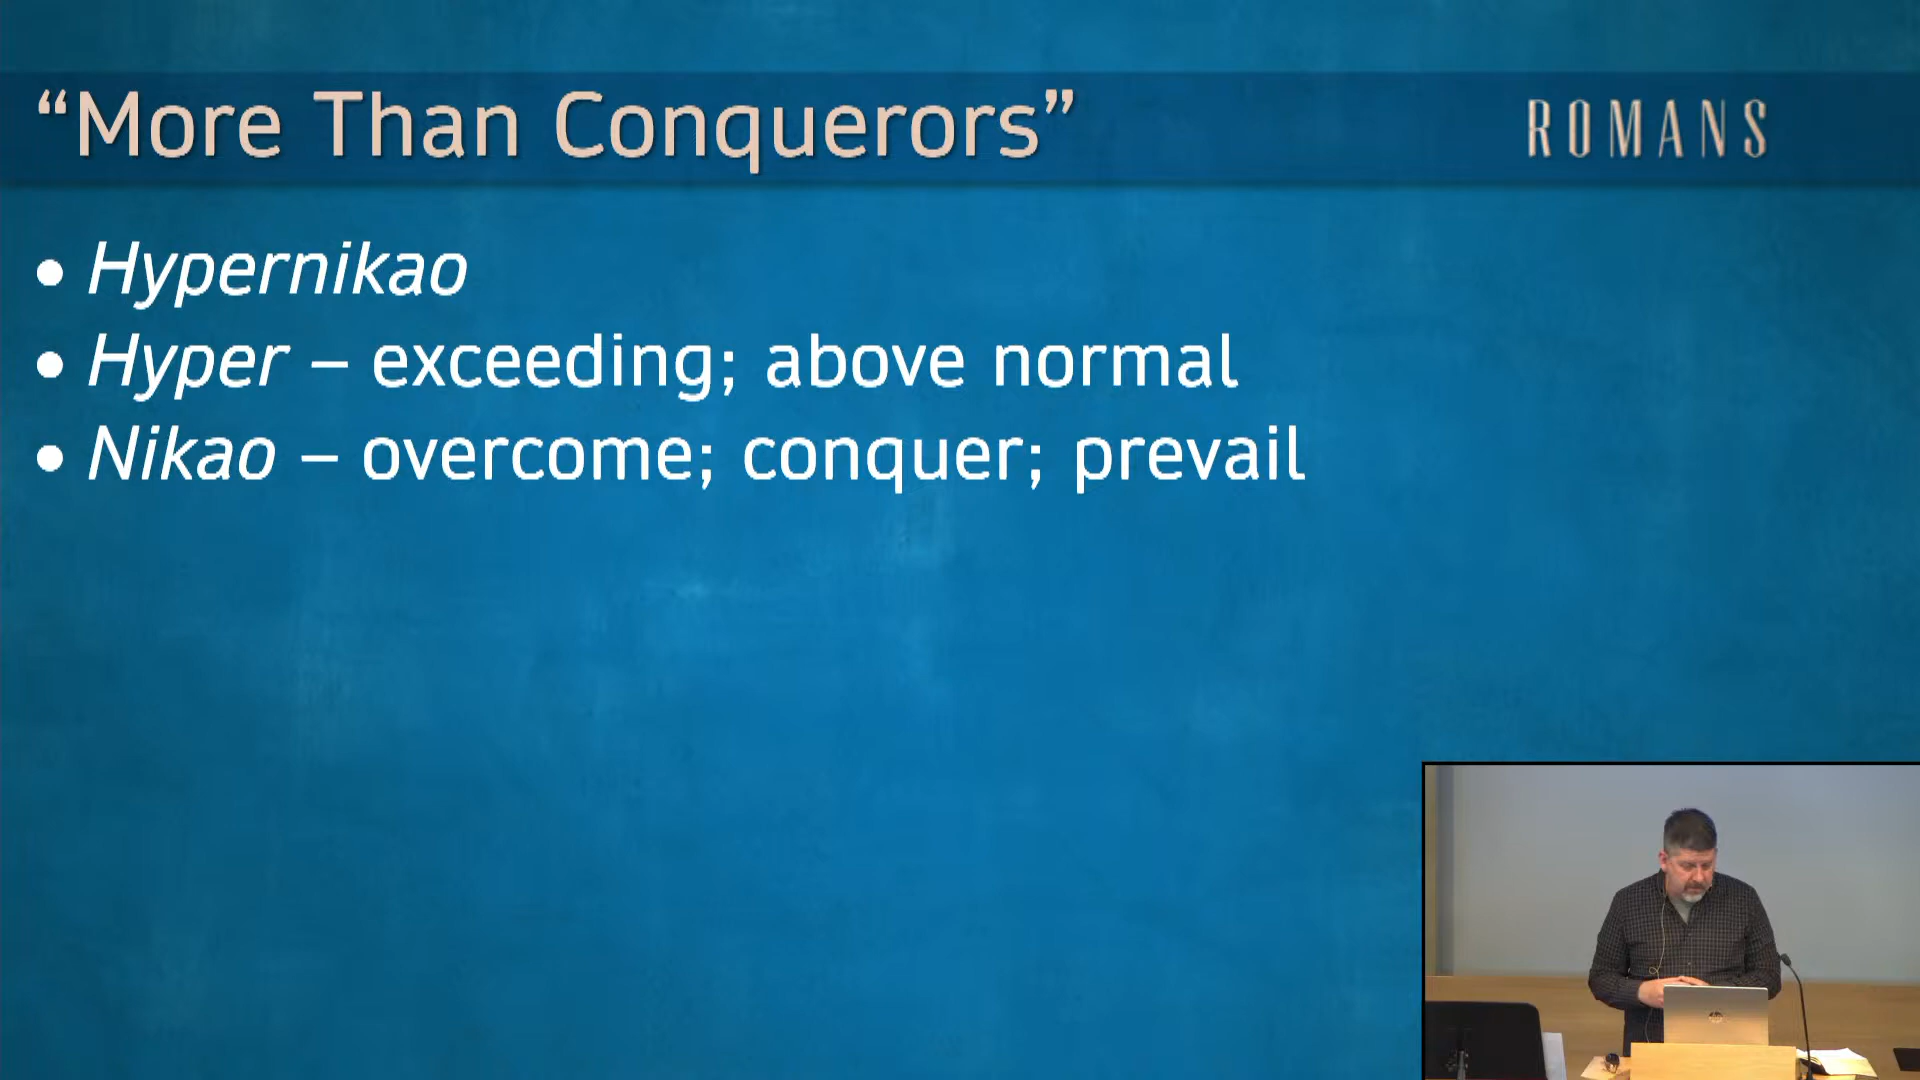 “More Than Conquerors”
ROMANS
• Hypernikao
• Hyper – exceeding; above normal
• Nikao – overcome; conquer; prevail